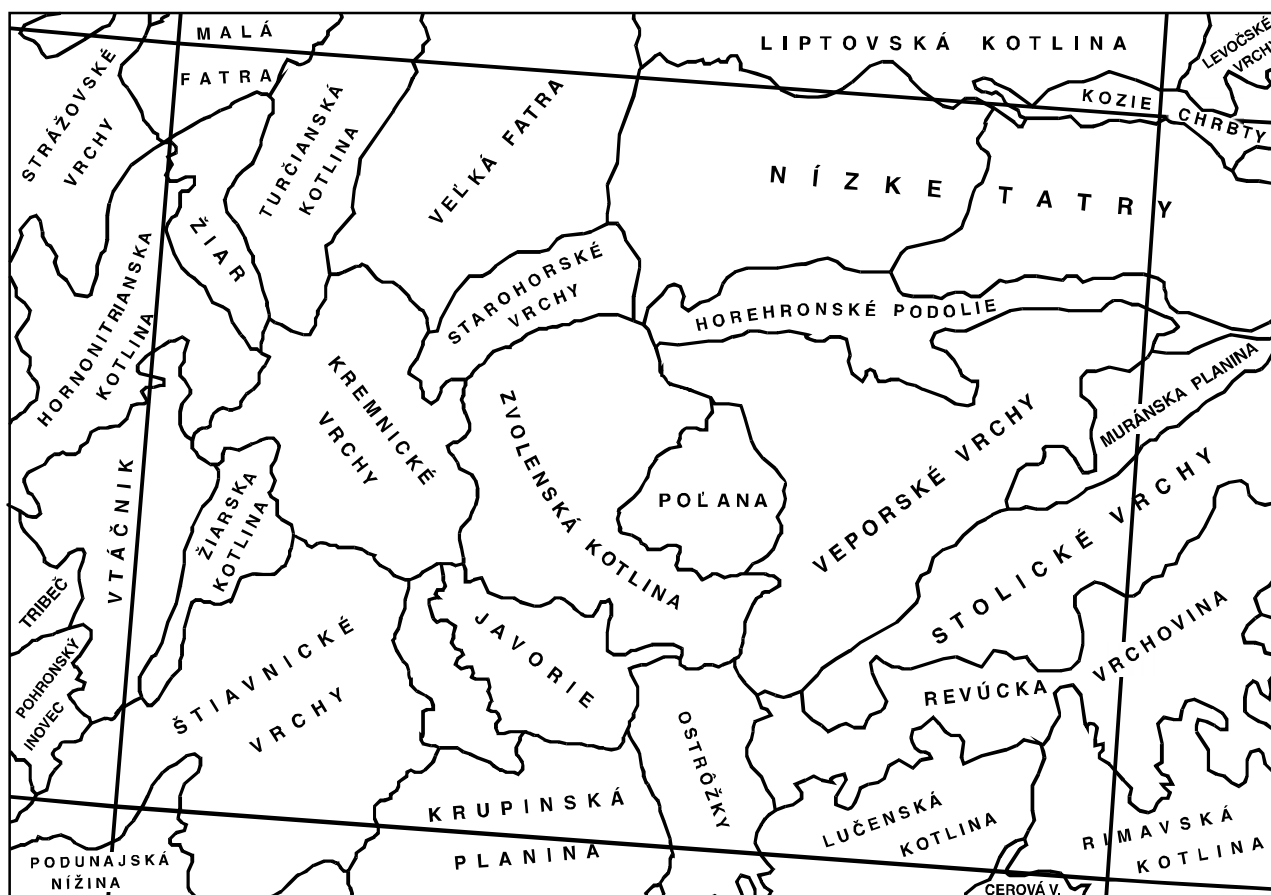 MALÁ
FATRA
LIPTOVSKÁ KOTLINA
LEVOČSKÉ
VRCHY
STRÁŽOVSKÉ
VRCHY
TURČIANSKA
KOTLINA
VEĽKÁ FATRA
KOZIE CHRBTY
NÍZKE TATRY
ŽIAR
HORNONITRIANSKA
KOTLINA
STAROHORSKÉ
VRCHY
HOREHRONSKÉ PODOLIE
KREMNICKÉ
VRCHY
ZVOLENSKÁ KOTLINA
POĽANA
VEPORSKÉ VRCHY
MURÁNSKA PLANINA
STOLICKÉ VRCHY
VTÁČNIK
ŽIARSKA
KOTLINA
TRIBEČ
POHRONSKÝ
INOVEC
ŠTIAVNICKÉ
VRCHY
JAVORIE
OSTRÔŽKY
REVÚCKA VRCHOVINA
KRUPINSKÁ
PLANINA
LUČENSKÁ
KOTLINA
RIMAVSKÁ
KOTLINA
PODUNAJSKÁ
NÍŽINA
CEROVÁ V.